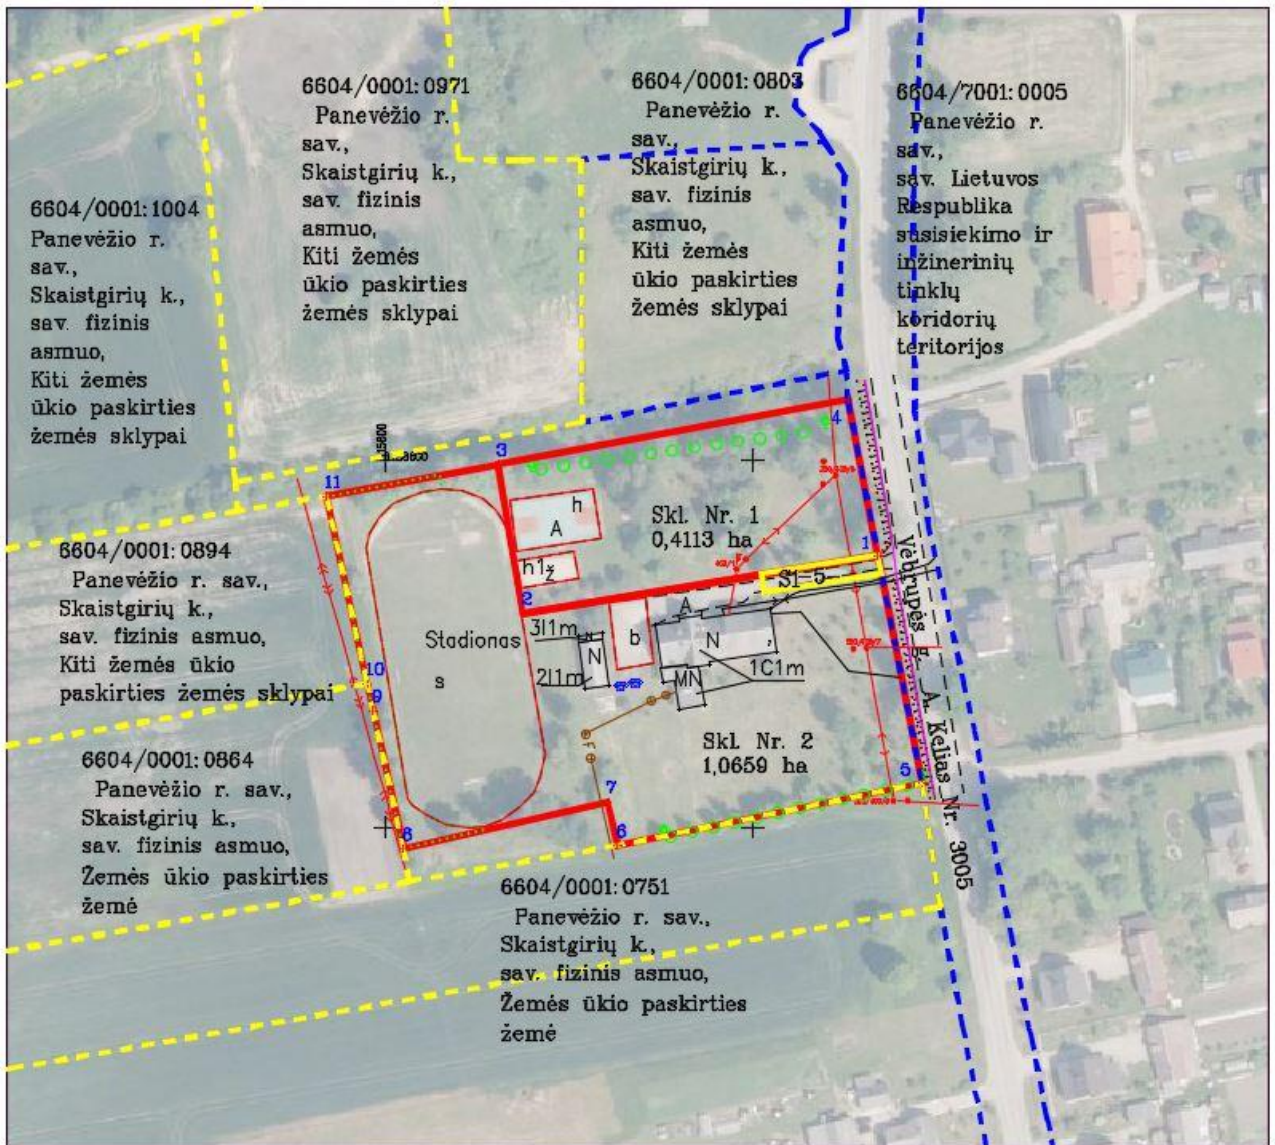 6604/0001:0971
Panevėžio r.
sav.,
Skaistgirių k.,
sav. fizinis
asmuo,
Kiti žemės
ūkio paskirties
žemės sklypai
6604/0001:0803
Panevėžio r.
sav.,
Skaistgirių k.,
sav. fizinis
asmuo,
Kiti žemės
ūkio paskirties
žemės sklypai
6604/7001:0005
Panevėžio r.
sav.,
sav. Lietuvos
Respublika
susisiekimo ir
inžinerinių
tinklų
koridorių
teritorijos
6604/0001:1004
Panevėžio r.
sav.,
Skaistgirių k.,
sav. fizinis
asmuo,
Kiti žemės
ūkio paskirties
žemės sklypai
11
3
4
h
A
h1ž
Skl. Nr. 1
0,4113 ha
1
S1-5
2
6604/0001:0894
Panevėžio r. sav.,
Skaistgirių k.,
sav. fizinis asmuo,
Kiti žemės ūkio
paskirties žemės sklypai
10
9
Stadionas
s
3I1m
N
2I1m
b
A
N
MN
1C1m
Skl. Nr. 2
1,0659 ha
5
7
6
8
F
Vėbrupės g.
A. Kelias Nr. 3005
6604/0001:0864
Panevėžio r. sav.,
Skaistgirių k.,
sav. fizinis asmuo,
Žemės ūkio paskirties
žemė
6604/0001:0751
Panevėžio r. sav.,
Skaistgirių k.,
sav. fizinis asmuo,
Žemės ūkio paskirties
žemė